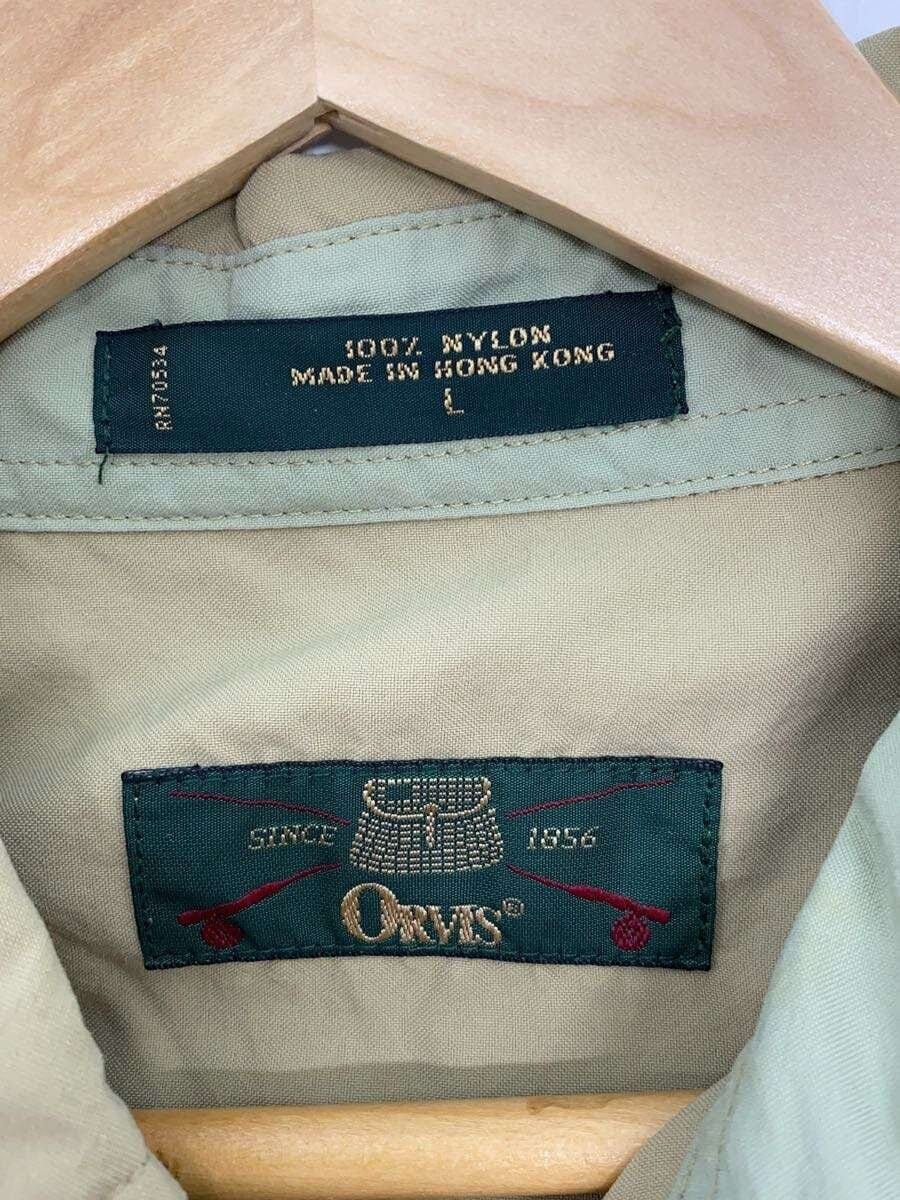 RN70534
100% NYLON
MADE IN HONG KONG
L
SINCE 1856
ORVIS®